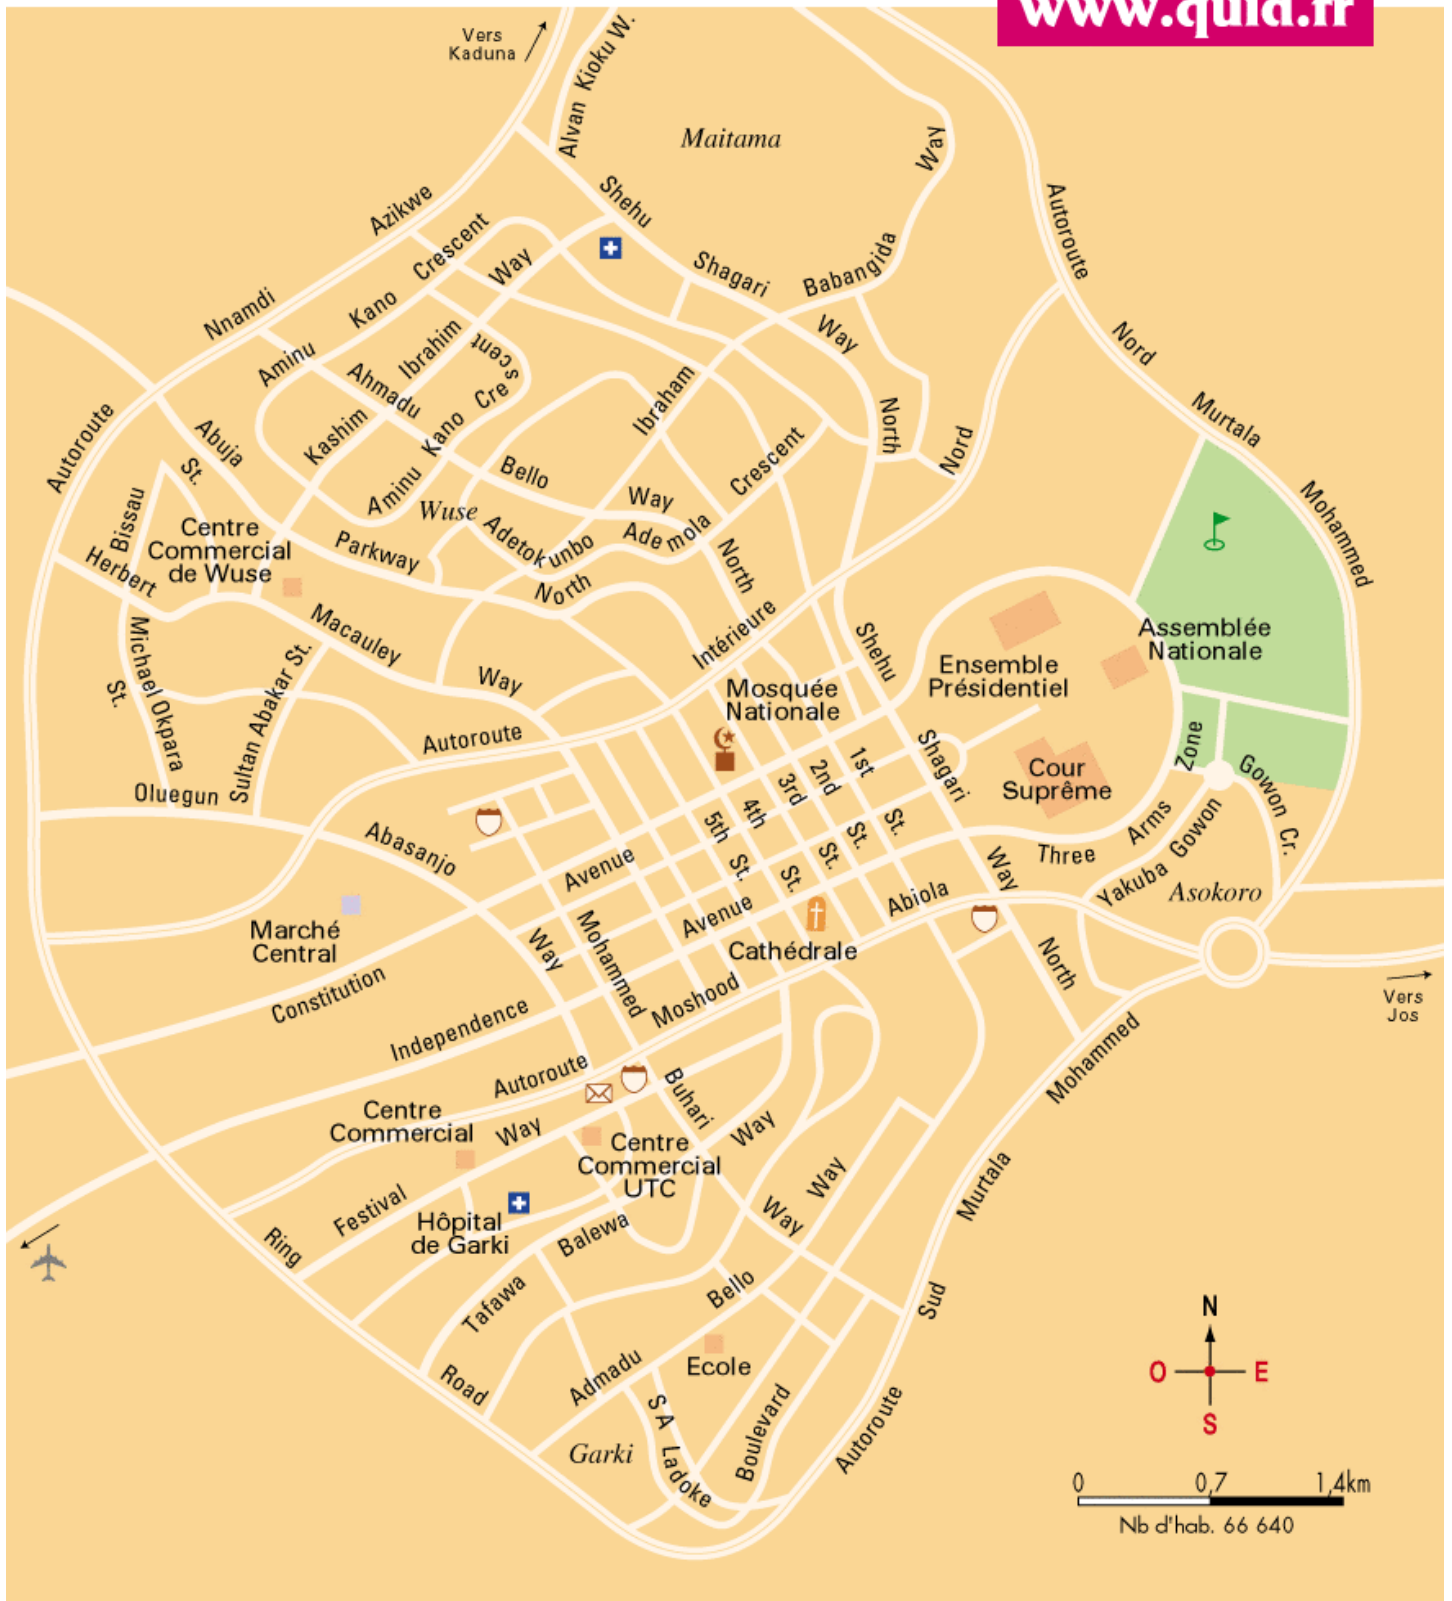 www.quid.fr
Vers
Kaduna
Alvan Kioku W.
Maitama
Way
Azikwe
Shehu
Crescent
Way
Shagari
Babangida
Autoroute
Nnamdi
Kano
Ibrahim
Way
Nord
Aminu
Ahmadu
Crescent
Ibraham
Murtala
Autoroute
Abuja
St.
Kashim
Kano
North
Nord
Bello
Crescent
Aminu
Wuse
Way
Mohammed
Bissau
Centre
Commercial
de Wuse
Adetokunbo
Ademola
Parkway
North
North
Herbert
Macauley
Intérieure
Shehu
Assemblée
Nationale
Michael Okpara
St.
Sultan Abakar St.
Way
Ensemble
Présidentiel
Mosquée
Nationale
Autoroute
Shagari
Zone
Gowon Cr.
Oluegun
1st
2nd
3rd
4th
5th
St.
St.
St.
St.
St.
Cour
Suprême
Abasanjo
Avenue
Three
Arms
Yakuba Gowon
Way
Asokoro
Marché
Central
Avenue
Abiola
Way
Mohammed
Cathédrale
North
Constitution
Independence
Moshood
Vers
Jos
Autoroute
Buhari
Mohammed
Centre
Commercial
Way
Centre
Commercial
UTC
Way
Way
Murtala
Festival
Hôpital
de Garki
Balewa
Way
Ring
Tafawa
Bello
Sud
N
O
E
S
Ecole
Road
Admadu
S A Ladoke
Boulevard
Autoroute
Garki
0 0,7 1,4km
Nb d'hab. 66 640